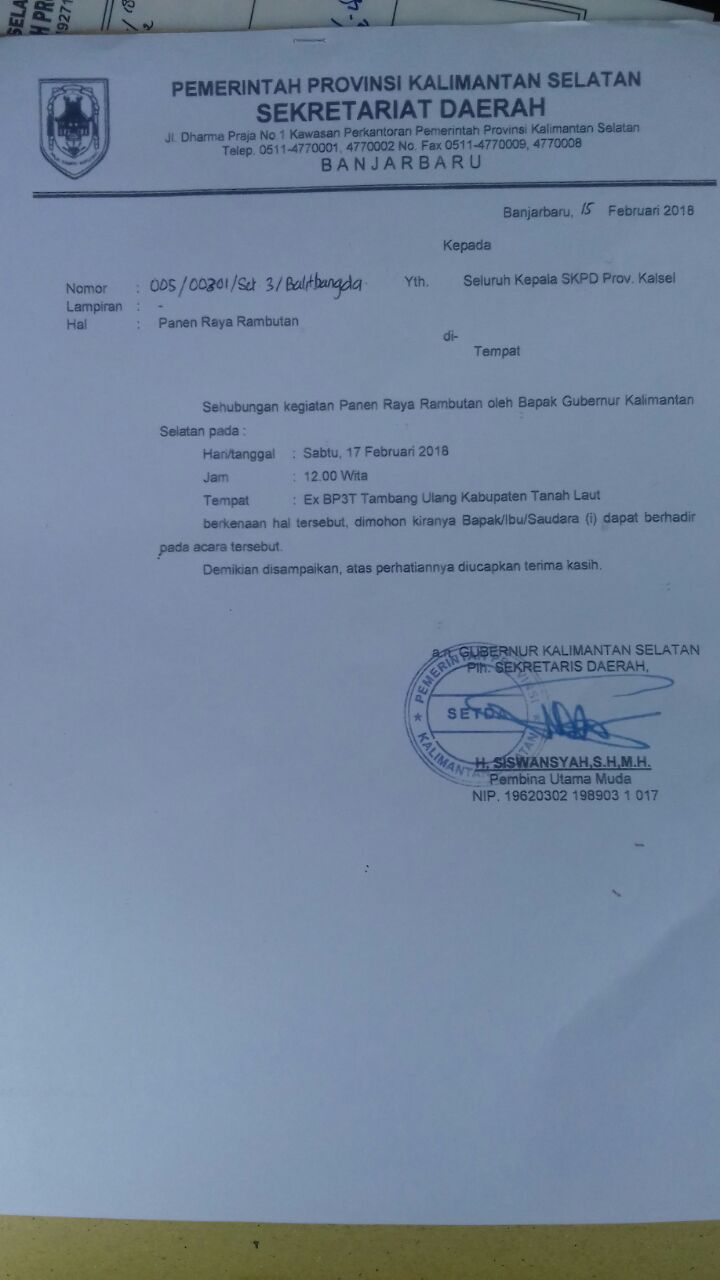 PEMERINTAH PROVINSI KALIMANTAN SELATAN
SEKRETARIAT DAERAH
Jl. Dharma Praja No.1 Kawasan Perkantoran Pemerintah Provinsi Kalimantan Selatan
Telep. 0511-4770001, 4770002 No. Fax 0511-4770009, 4770008
BANJARBARU
Banjarbaru, 15 Februari 2018
Kepada
Nomor : 005/00301/Set 3/Balitbangda. Yth. Seluruh Kepala SKPD Prov. Kalsel
Lampiran : -
Hal : Panen Raya Rambutan
di-
Tempat
Sehubungan kegiatan Panen Raya Rambutan oleh Bapak Gubernur Kalimantan
Selatan pada :
Hari/tanggal : Sabtu, 17 Februari 2018
Jam : 12.00 Wita
Tempat : Ex BP3T Tambang Ulang Kabupaten Tanah Laut
berkenaan hal tersebut, dimohon kiranya Bapak/Ibu/Saudara (i) dapat berhadir
pada acara tersebut.
Demikian disampaikan, atas perhatiannya diucapkan terima kasih.
a.n. GUBERNUR KALIMANTAN SELATAN
Plh. SEKRETARIS DAERAH,
SETDA
H. SISWANSYAH,S.H,M.H.
Pembina Utama Muda
NIP. 19620302 198903 1 017